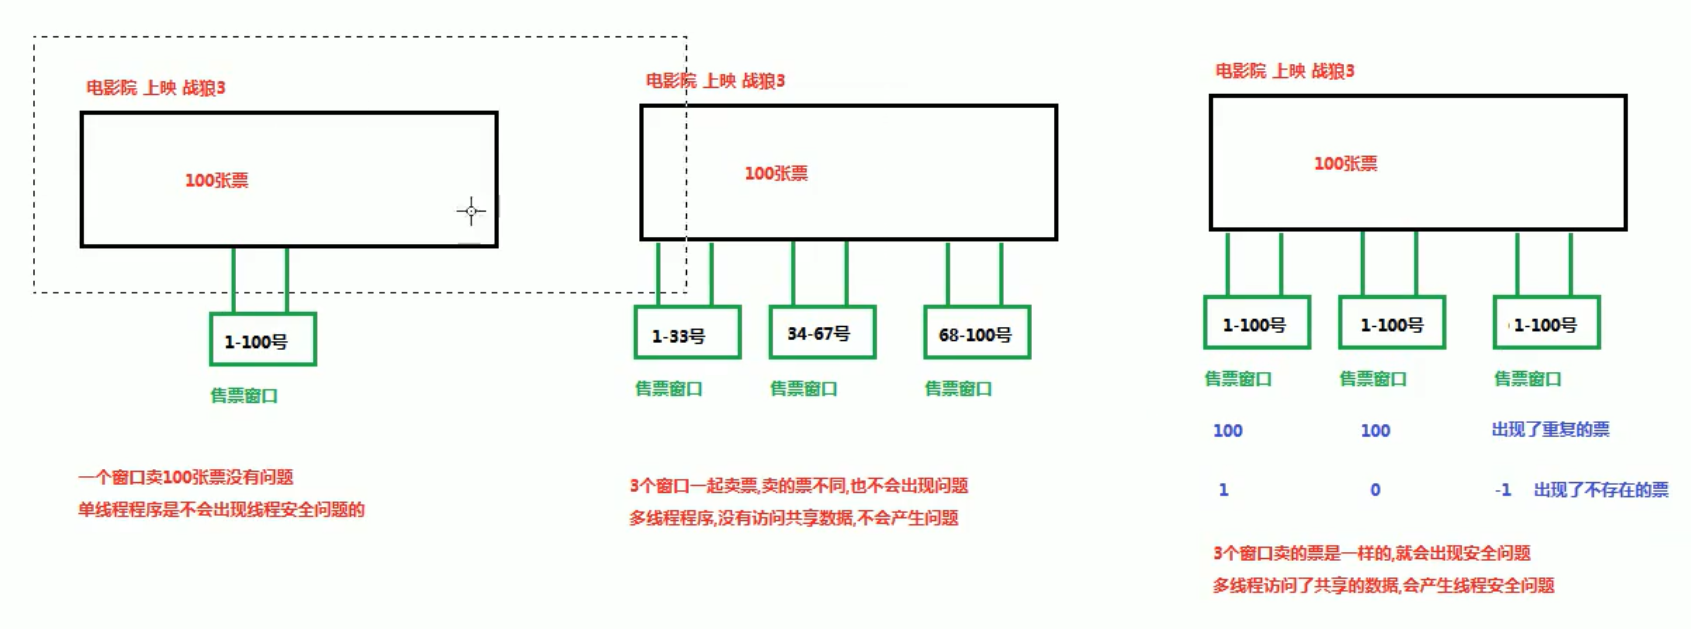 电影院 上映 战狼3
100张票
1-100号
售票窗口
一个窗口卖100张票没有问题
单线程程序是不会出现线程安全问题的
电影院 上映 战狼3
100张票
1-33号 34-67号 68-100号
售票窗口 售票窗口 售票窗口
3个窗口一起卖票,卖的票不同,也不会出现问题
多线程程序,没有访问共享数据,不会产生问题
电影院 上映 战狼3
100张票
1-100号 1-100号 1-100号
售票窗口 售票窗口 售票窗口
100 100 出现了重复的票
1 0 -1 出现了不存在的票
3个窗口卖的票是一样的,就会出现安全问题
多线程访问了共享的数据,会产生线程安全问题